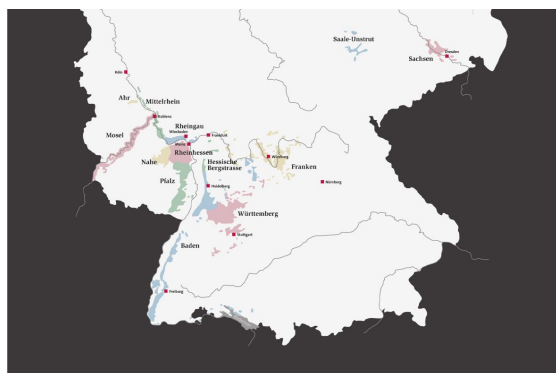 Saale-Unstrut
Dresden
Sachsen
Köln
Ahr
Mittelrhein
Koblenz
Mosel
Rheingau
Wiesbaden
Frankfurt
Mainz
Rheinhessen
Nahe
Hessische
Bergstrasse
Würzburg
Franken
Pfalz
Heidelberg
Nürnberg
Württemberg
Stuttgart
Baden
Freiburg